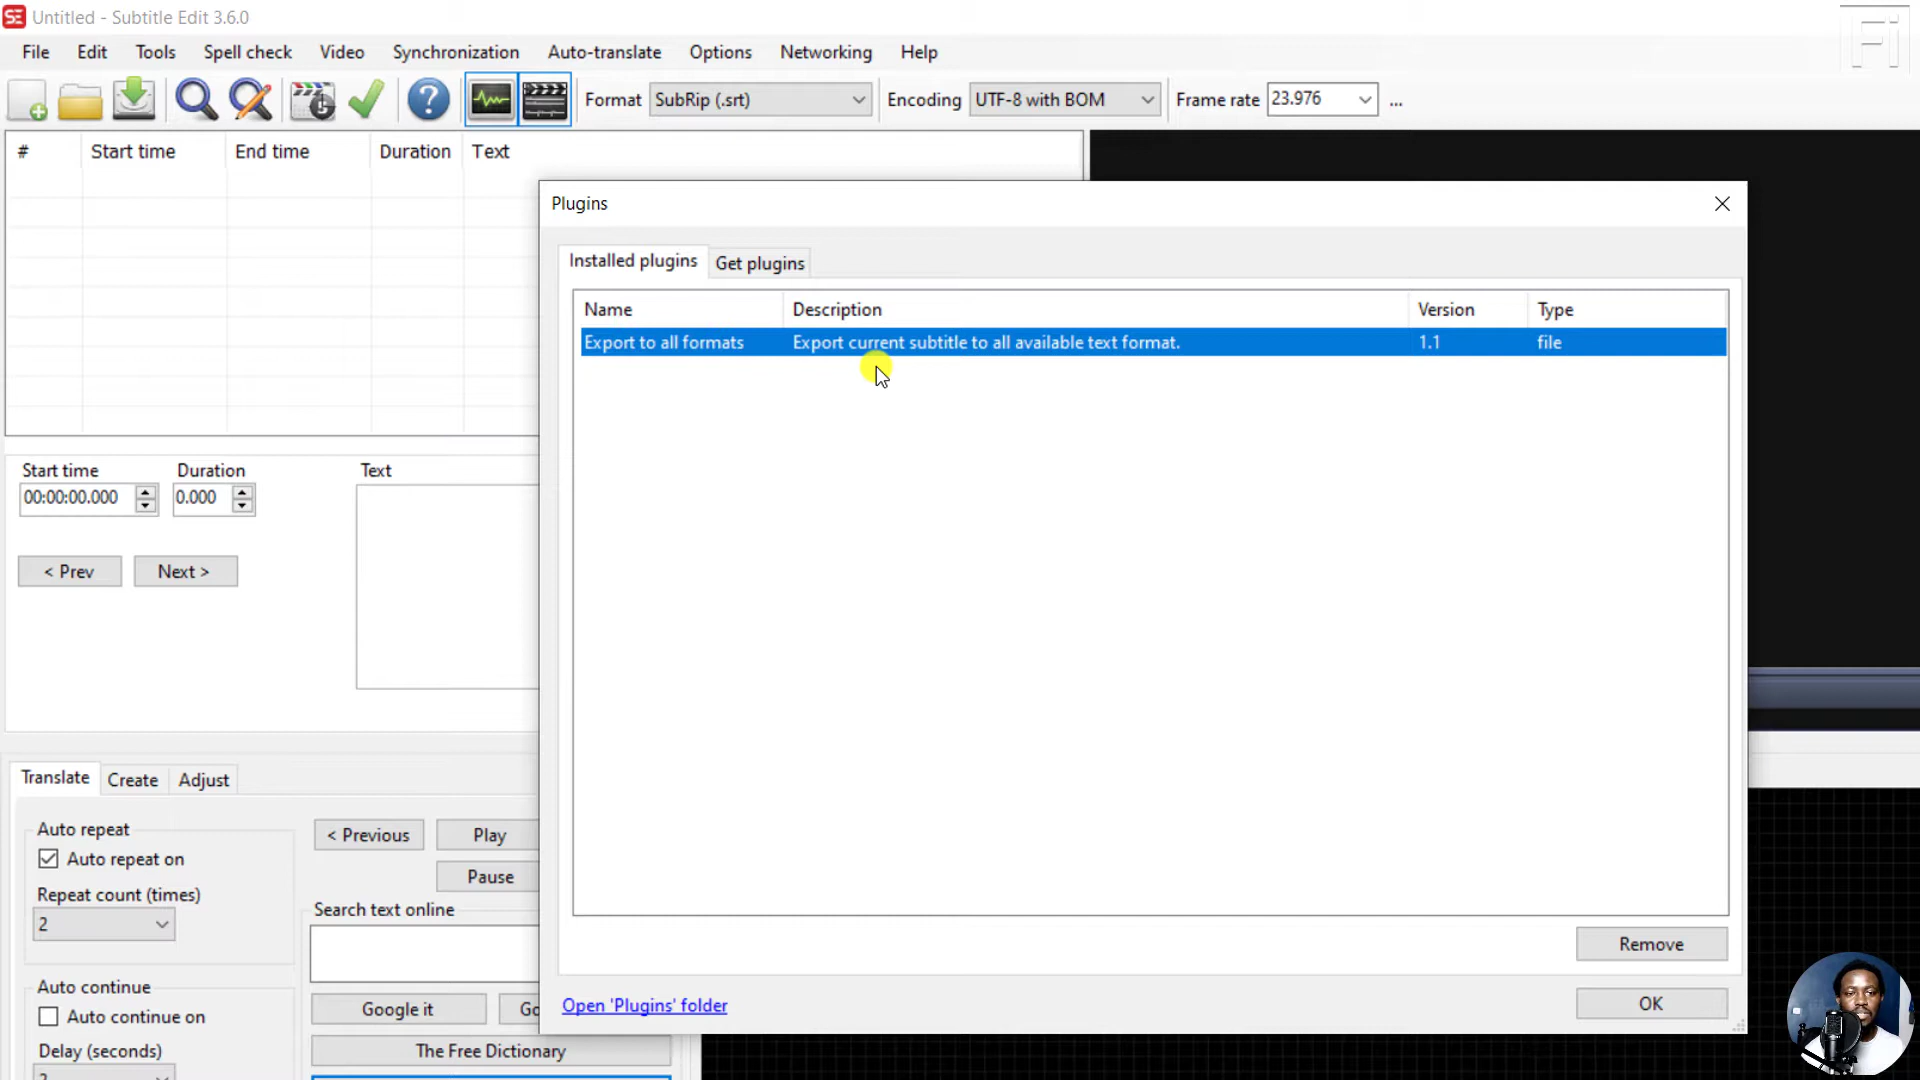 SE Untitled - Subtitle Edit 3.6.0
Fi
File Edit Tools Spell check Video Synchronization Auto-translate Options Networking Help
Format SubRip (.srt) Encoding UTF-8 with BOM Frame rate 23.976 ...
# Start time End time Duration Text
Plugins
Installed plugins Get plugins
Name Description Version Type
Export to all formats Export current subtitle to all available text format. 1.1 file
Start time Duration Text
00:00:00.000 0.000
< Prev Next >
Translate Create Adjust
Auto repeat
< Previous Play
Auto repeat on
Pause
Repeat count (times)
Search text online
2
Remove
Auto continue
Open 'Plugins' folder OK
Google it
Auto continue on
Delay (seconds)
The Free Dictionary